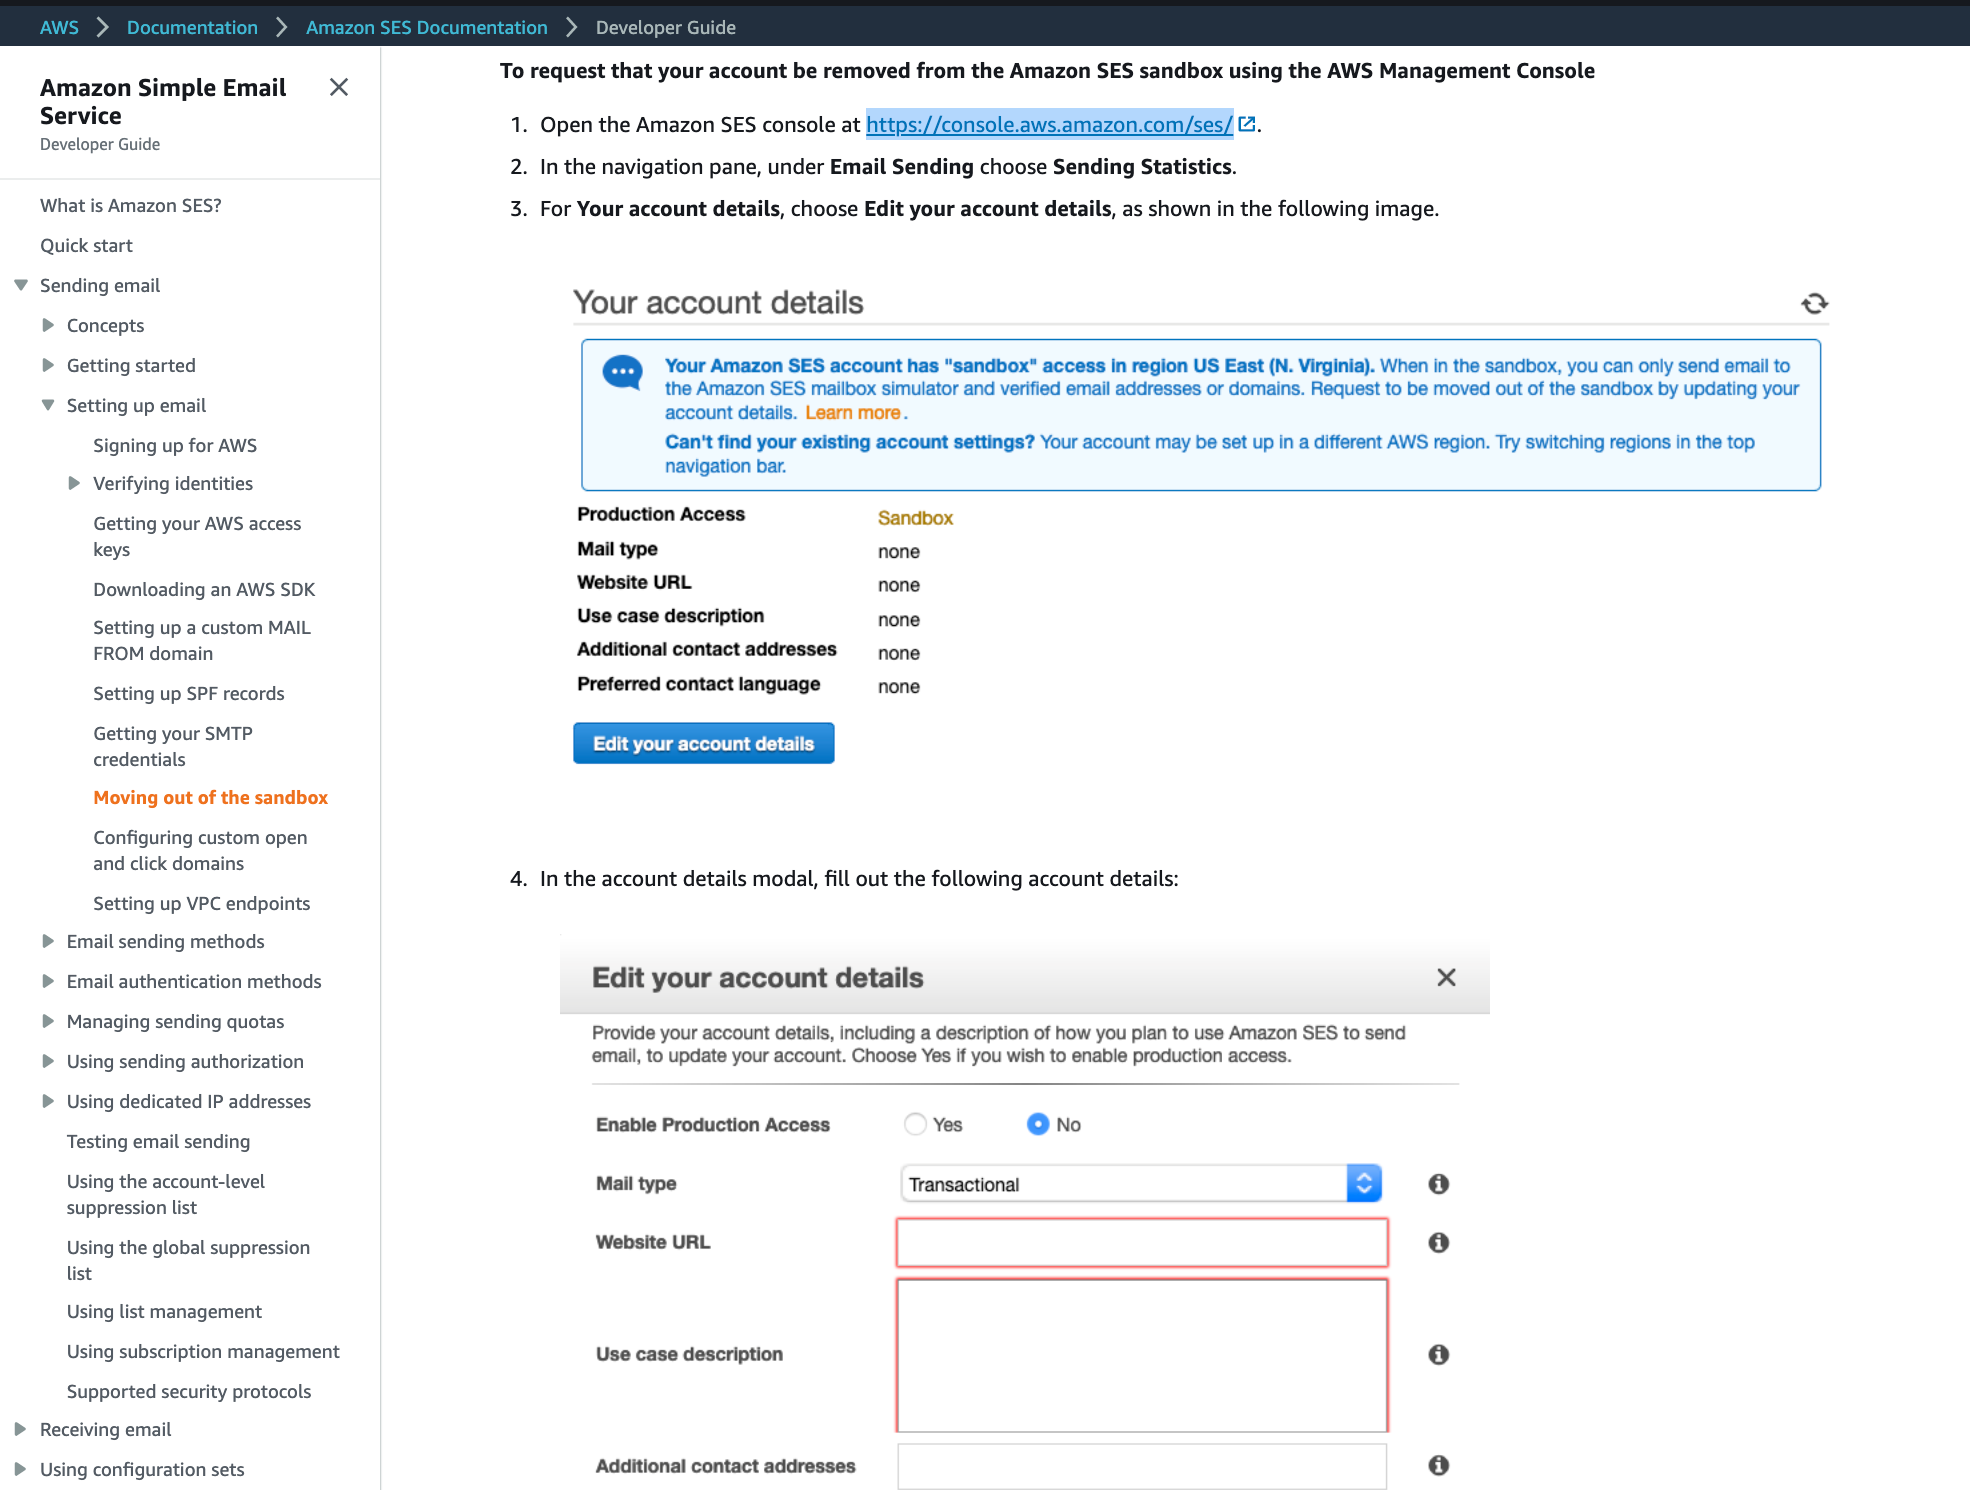 AWS > Documentation > Amazon SES Documentation > Developer Guide
Amazon Simple Email
Service
Developer Guide
What is Amazon SES?
Quick start
Sending email
Concepts
Getting started
Setting up email
Signing up for AWS
Verifying identities
Getting your AWS access
keys
Downloading an AWS SDK
Setting up a custom MAIL
FROM domain
Setting up SPF records
Getting your SMTP
credentials
Moving out of the sandbox
Configuring custom open
and click domains
Setting up VPC endpoints
Email sending methods
Email authentication methods
Managing sending quotas
Using sending authorization
Using dedicated IP addresses
Testing email sending
Using the account-level
suppression list
Using the global suppression
list
Using list management
Using subscription management
Supported security protocols
Receiving email
Using configuration sets
To request that your account be removed from the Amazon SES sandbox using the AWS Management Console
1. Open the Amazon SES console at https://console.aws.amazon.com/ses/.
2. In the navigation pane, under Email Sending choose Sending Statistics.
3. For Your account details, choose Edit your account details, as shown in the following image.
Your account details
Your Amazon SES account has "sandbox" access in region US East (N. Virginia). When in the sandbox, you can only send email to
the Amazon SES mailbox simulator and verified email addresses or domains. Request to be moved out of the sandbox by updating your
account details. Learn more.
Can't find your existing account settings? Your account may be set up in a different AWS region. Try switching regions in the top
navigation bar.
Production Access Sandbox
Mail type none
Website URL none
Use case description none
Additional contact addresses none
Preferred contact language none
Edit your account details
4. In the account details modal, fill out the following account details:
Edit your account details
Provide your account details, including a description of how you plan to use Amazon SES to send
email, to update your account. Choose Yes if you wish to enable production access.
Enable Production Access Yes No
Mail type Transactional
Website URL
Use case description
Additional contact addresses